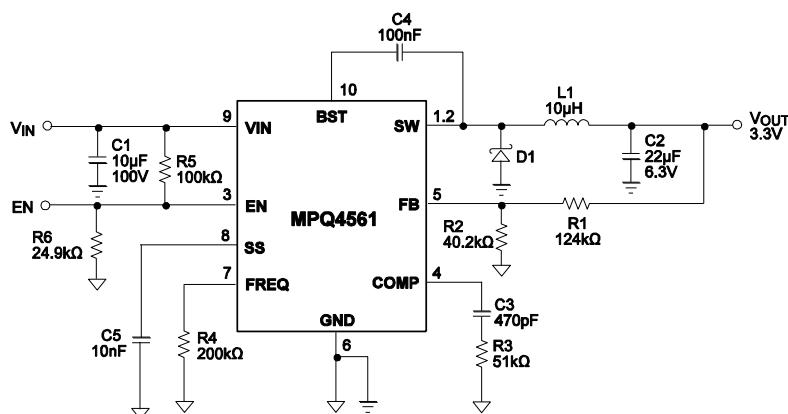 C4
100nF
10
BST
L1
10µH
VIN
9
VIN
SW
1.2
VOUT
3.3V
C1
10µF
100V
R5
100kΩ
D1
C2
22µF
6.3V
EN
3
EN
MPQ4561
FB
5
R1
124kΩ
R2
40.2kΩ
R6
24.9kΩ
8
SS
7
FREQ
COMP
4
C3
470pF
GND
6
C5
10nF
R4
200kΩ
R3
51kΩ